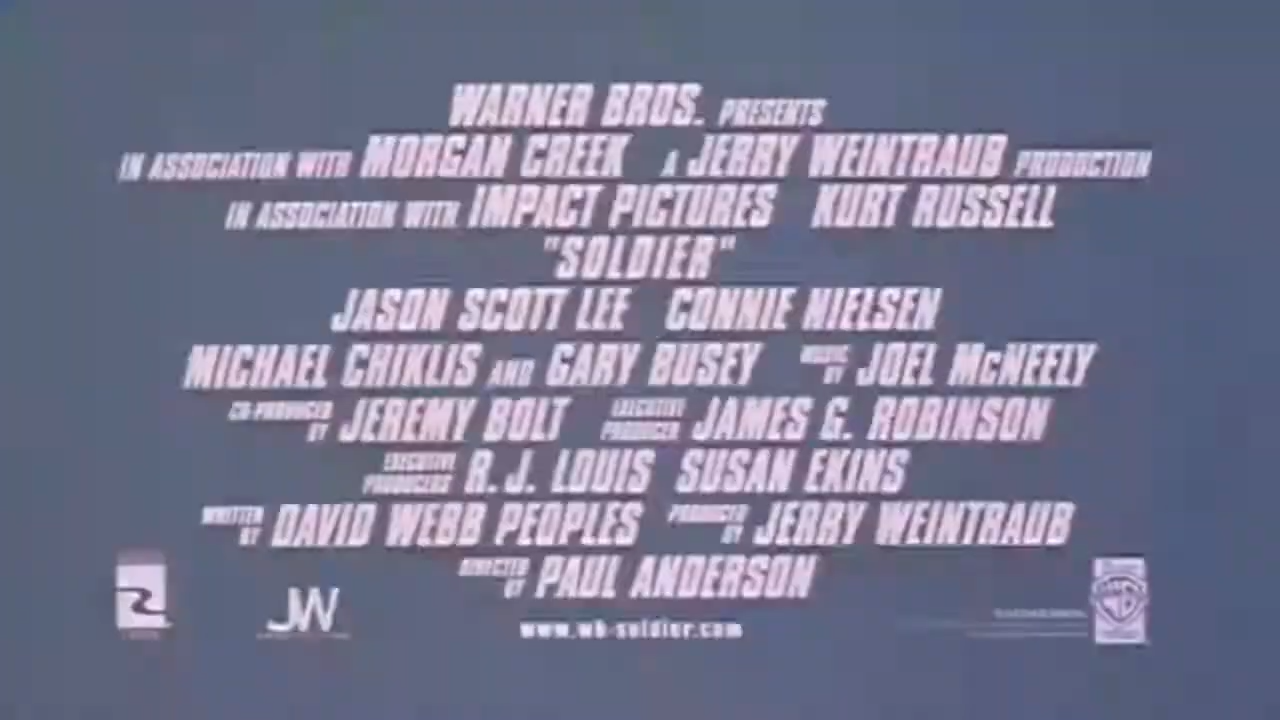 WARNER BROS. PRESENTS
IN ASSOCIATION WITH MORGAN CREEK A JERRY WEINTRAUB PRODUCTION
IN ASSOCIATION WITH IMPACT PICTURES KURT RUSSELL
"SOLDIER"
JASON SCOTT LEE CONNIE NIELSEN
MICHAEL CHIKLIS AND GARY BUSEY MUSIC BY JOEL McNEELY
CO-PRODUCED BY JEREMY BOLT EXECUTIVE PRODUCER JAMES G. ROBINSON
EXECUTIVE PRODUCERS R.J. LOUIS SUSAN EKINS
WRITTEN BY DAVID WEBB PEOPLES PRODUCED BY JERRY WEINTRAUB
DIRECTED BY PAUL ANDERSON
JW
WB
www.wb-soldier.com